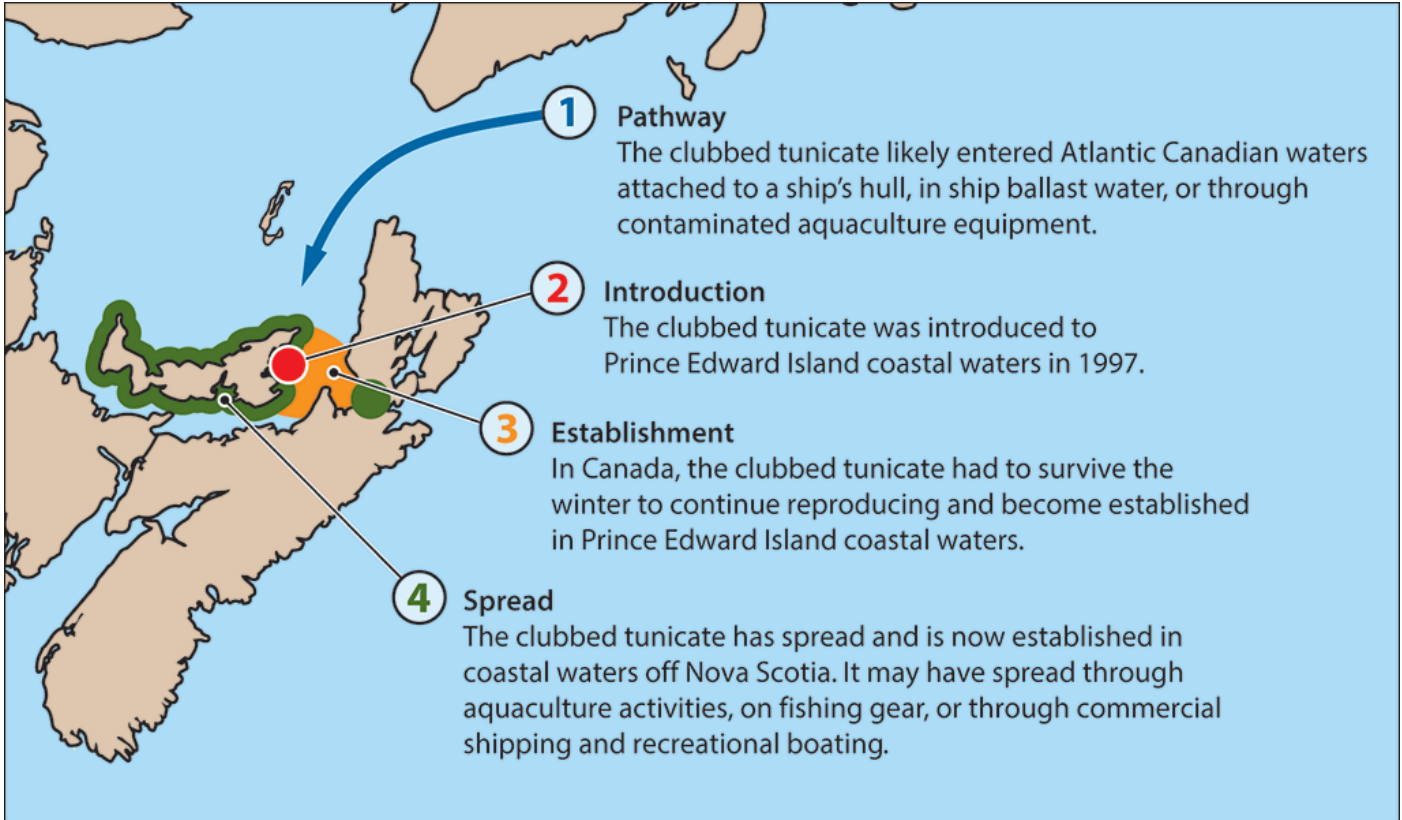 1
Pathway
The clubbed tunicate likely entered Atlantic Canadian waters
attached to a ship's hull, in ship ballast water, or through
contaminated aquaculture equipment.
2
Introduction
The clubbed tunicate was introduced to
Prince Edward Island coastal waters in 1997.
3
Establishment
In Canada, the clubbed tunicate had to survive the
winter to continue reproducing and become established
in Prince Edward Island coastal waters.
4
Spread
The clubbed tunicate has spread and is now established in
coastal waters off Nova Scotia. It may have spread through
aquaculture activities, on fishing gear, or through commercial
shipping and recreational boating.